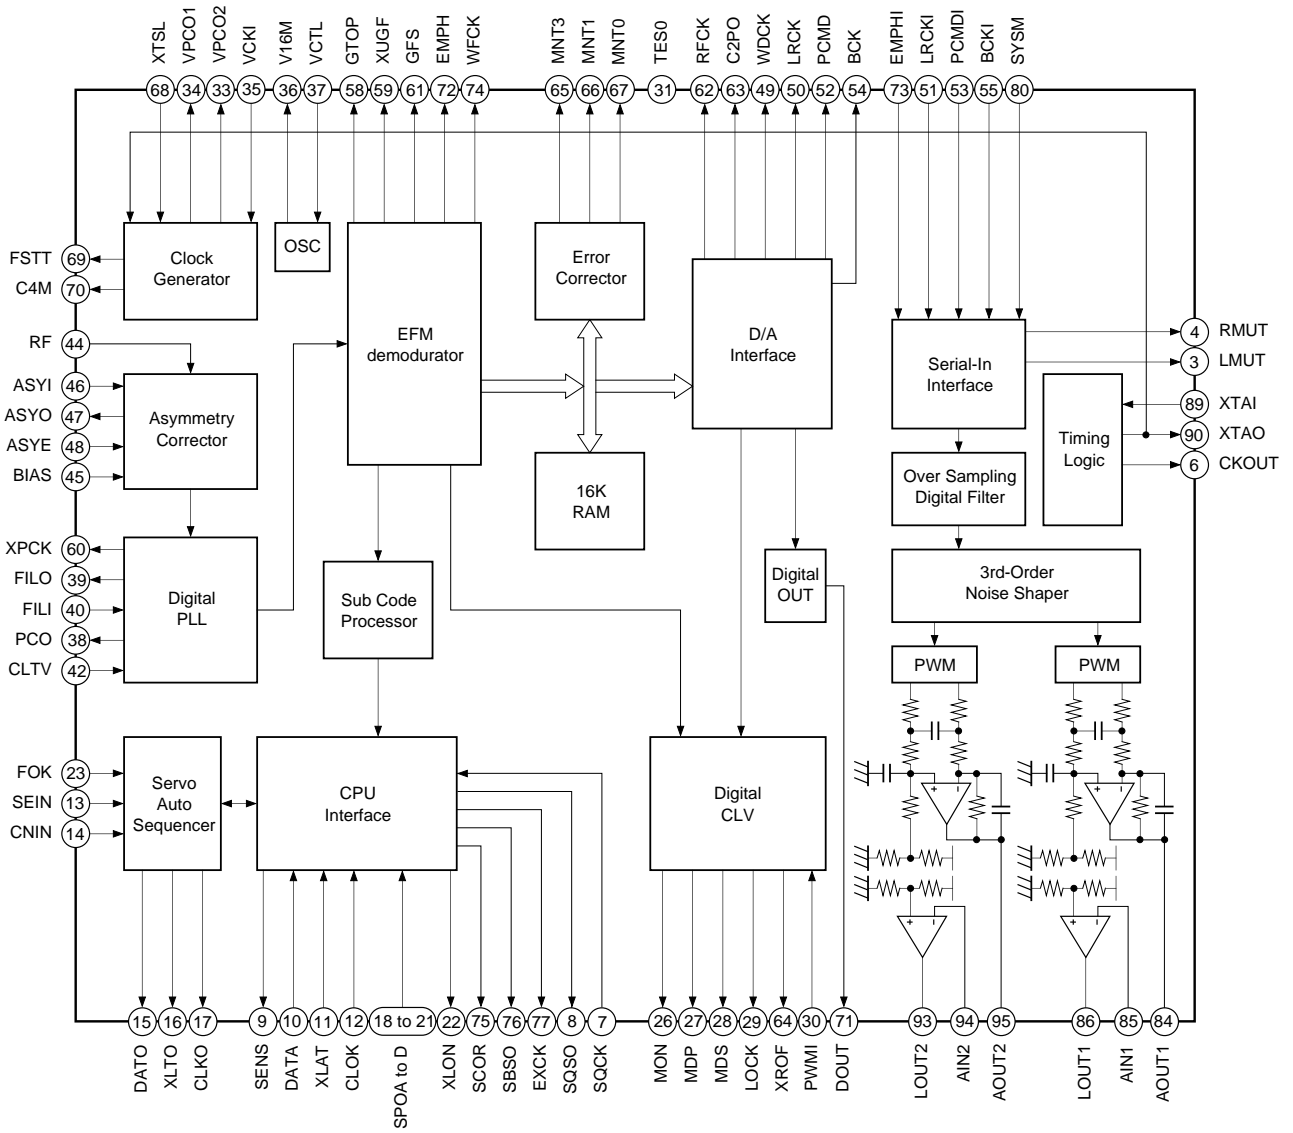 XTSL
VPCO1
VPCO2
VCKI
V16M
VCTL
GTOP
XUGF
GFS
EMPH
WFCK
MNT3
MNT1
MNT0
TES0
RFCK
C2PO
WDCK
LRCK
PCMD
BCK
EMPHI
LRCKI
PCMDI
BCKI
SYSM
68
34
33
35
36
37
58
59
61
72
74
65
66
67
31
62
63
49
50
52
54
73
51
53
55
80
FSTT 69
C4M 70
RF 44
ASYI 46
ASYO 47
ASYE 48
BIAS 45
XPCK 60
FILO 39
FILI 40
PCO 38
CLTV 42
FOK 23
SEIN 13
CNIN 14
Clock
Generator
OSC
EFM
demodurator
Error
Corrector
D/A
Interface
Serial-In
Interface
4 RMUT
3 LMUT
89 XTAI
90 XTAO
6 CKOUT
Timing
Logic
Asymmetry
Corrector
16K
RAM
Over Sampling
Digital Filter
Digital
PLL
Sub Code
Processor
Digital
OUT
3rd-Order
Noise Shaper
PWM
PWM
Servo
Auto
Sequencer
CPU
Interface
Digital
CLV
+
-
+
-
+
-
+
-
15
16
17
9
10
11
12
18 to 21
22
75
76
77
8
7
26
27
28
29
64
30
71
93
94
95
86
85
84
DATO
XLTO
CLKO
SENS
DATA
XLAT
CLOK
SPOA to D
XLON
SCOR
SBSO
EXCK
SQSO
SQCK
MON
MDP
MDS
LOCK
XROF
PWMI
DOUT
LOUT2
AIN2
AOUT2
LOUT1
AIN1
AOUT1